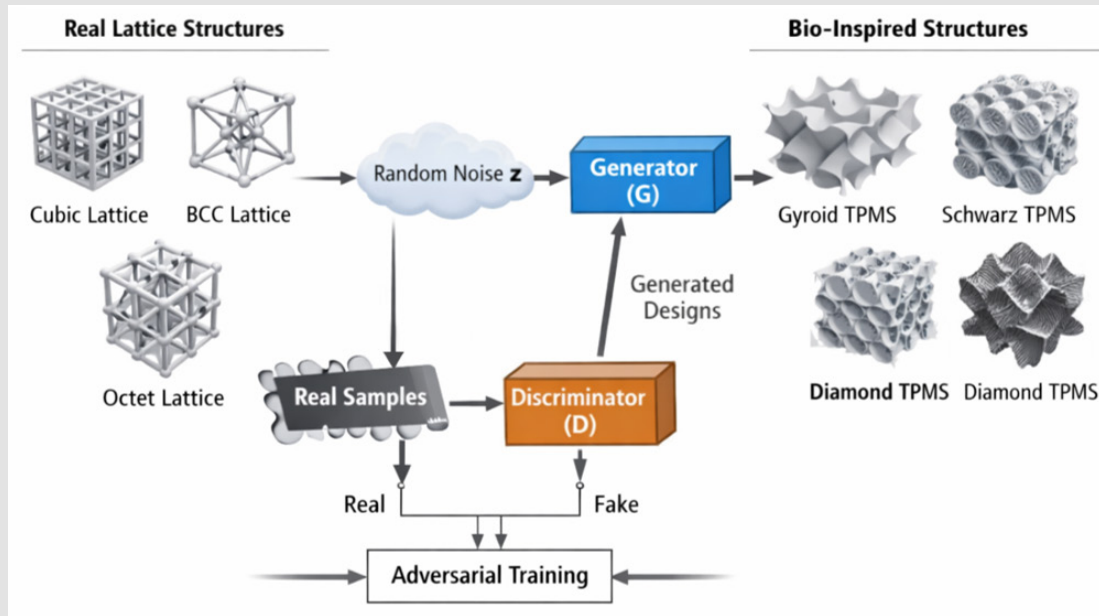 Real Lattice Structures
Bio-Inspired Structures
Cubic Lattice
BCC Lattice
Octet Lattice
Random Noise z
Generator
(G)
Gyroid TPMS
Schwarz TPMS
Diamond TPMS
Diamond TPMS
Generated
Designs
Real Samples
Discriminator
(D)
Real
Fake
Adversarial Training